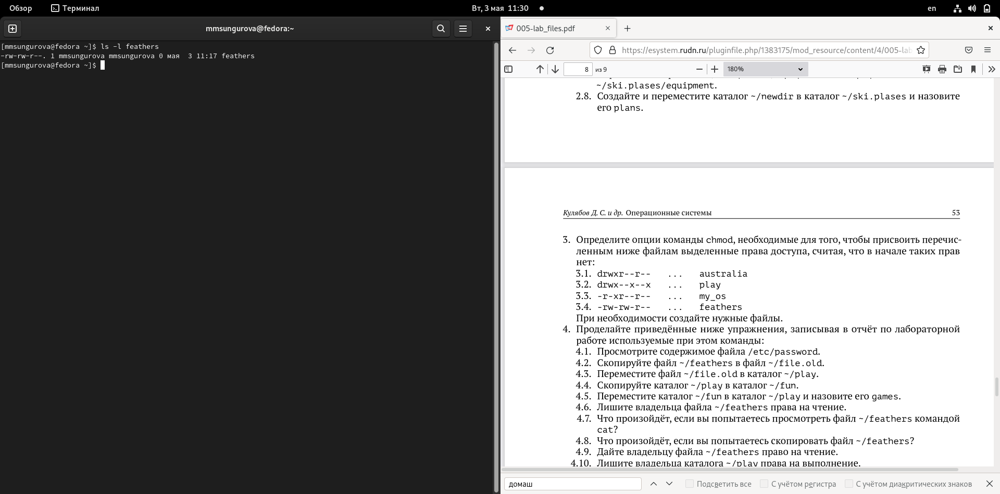 Обзор Терминал Вт, 3 мая 11:30 en
mmsungurova@fedora:~
[mmsungurova@fedora ~]$ ls -l feathers
-rw-rw-r--. 1 mmsungurova mmsungurova 0 мая  3 11:17 feathers
[mmsungurova@fedora ~]$
005-lab_files.pdf
https://esystem.rudn.ru/pluginfile.php/1383175/mod_resource/content/4/005-lab
8 из 9 180%
~/ski.plases/equipment.
2.8. Создайте и переместите каталог ~/newdir в каталог ~/ski.plases и назовите
его plans.
Кулябов Д. С. и др. Операционные системы 53
3. Определите опции команды chmod, необходимые для того, чтобы присвоить перечис-
ленным ниже файлам выделенные права доступа, считая, что в начале таких прав
нет:
3.1. drwxr--r-- ... australia
3.2. drwx--x--x ... play
3.3. -r-xr--r-- ... my_os
3.4. -rw-rw-r-- ... feathers
При необходимости создайте нужные файлы.
4. Проделайте приведённые ниже упражнения, записывая в отчёт по лабораторной
работе используемые при этом команды:
4.1. Просмотрите содержимое файла /etc/password.
4.2. Скопируйте файл ~/feathers в файл ~/file.old.
4.3. Переместите файл ~/file.old в каталог ~/play.
4.4. Скопируйте каталог ~/play в каталог ~/fun.
4.5. Переместите каталог ~/fun в каталог ~/play и назовите его games.
4.6. Лишите владельца файла ~/feathers права на чтение.
4.7. Что произойдёт, если вы попытаетесь просмотреть файл ~/feathers командой
cat?
4.8. Что произойдёт, если вы попытаетесь скопировать файл ~/feathers?
4.9. Дайте владельцу файла ~/feathers право на чтение.
4.10. Лишите владельца каталога ~/play права на выполнение.
домаш Подсветить все С учётом регистра С учётом диакритических знаков